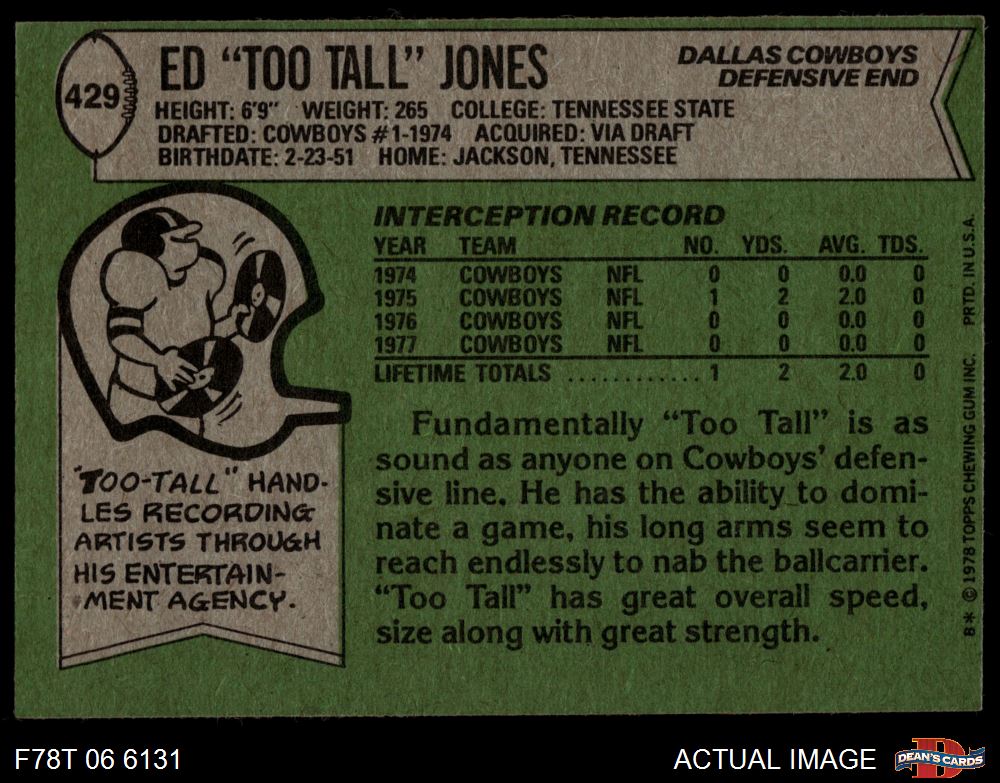 429
ED "TOO TALL" JONES
DALLAS COWBOYS
DEFENSIVE END
HEIGHT: 6'9" WEIGHT: 265 COLLEGE: TENNESSEE STATE
DRAFTED: COWBOYS #1-1974 ACQUIRED: VIA DRAFT
BIRTHDATE: 2-23-51 HOME: JACKSON, TENNESSEE
INTERCEPTION RECORD
YEAR TEAM NO. YDS. AVG. TDS.
1974 COWBOYS NFL 0 0 0.0 0
1975 COWBOYS NFL 1 2 2.0 0
1976 COWBOYS NFL 0 0 0.0 0
1977 COWBOYS NFL 0 0 0.0 0
LIFETIME TOTALS ............. 1 2 2.0 0
"TOO-TALL" HAND-
LES RECORDING
ARTISTS THROUGH
HIS ENTERTAIN-
MENT AGENCY.
Fundamentally "Too Tall" is as
sound as anyone on Cowboys' defen-
sive line. He has the ability to domi-
nate a game, his long arms seem to
reach endlessly to nab the ballcarrier.
"Too Tall" has great overall speed,
size along with great strength.
8* © 1978 TOPPS CHEWING GUM INC. PRTD. IN U.S.A.
F78T 06 6131
ACTUAL IMAGE
D
DEAN'S CARDS